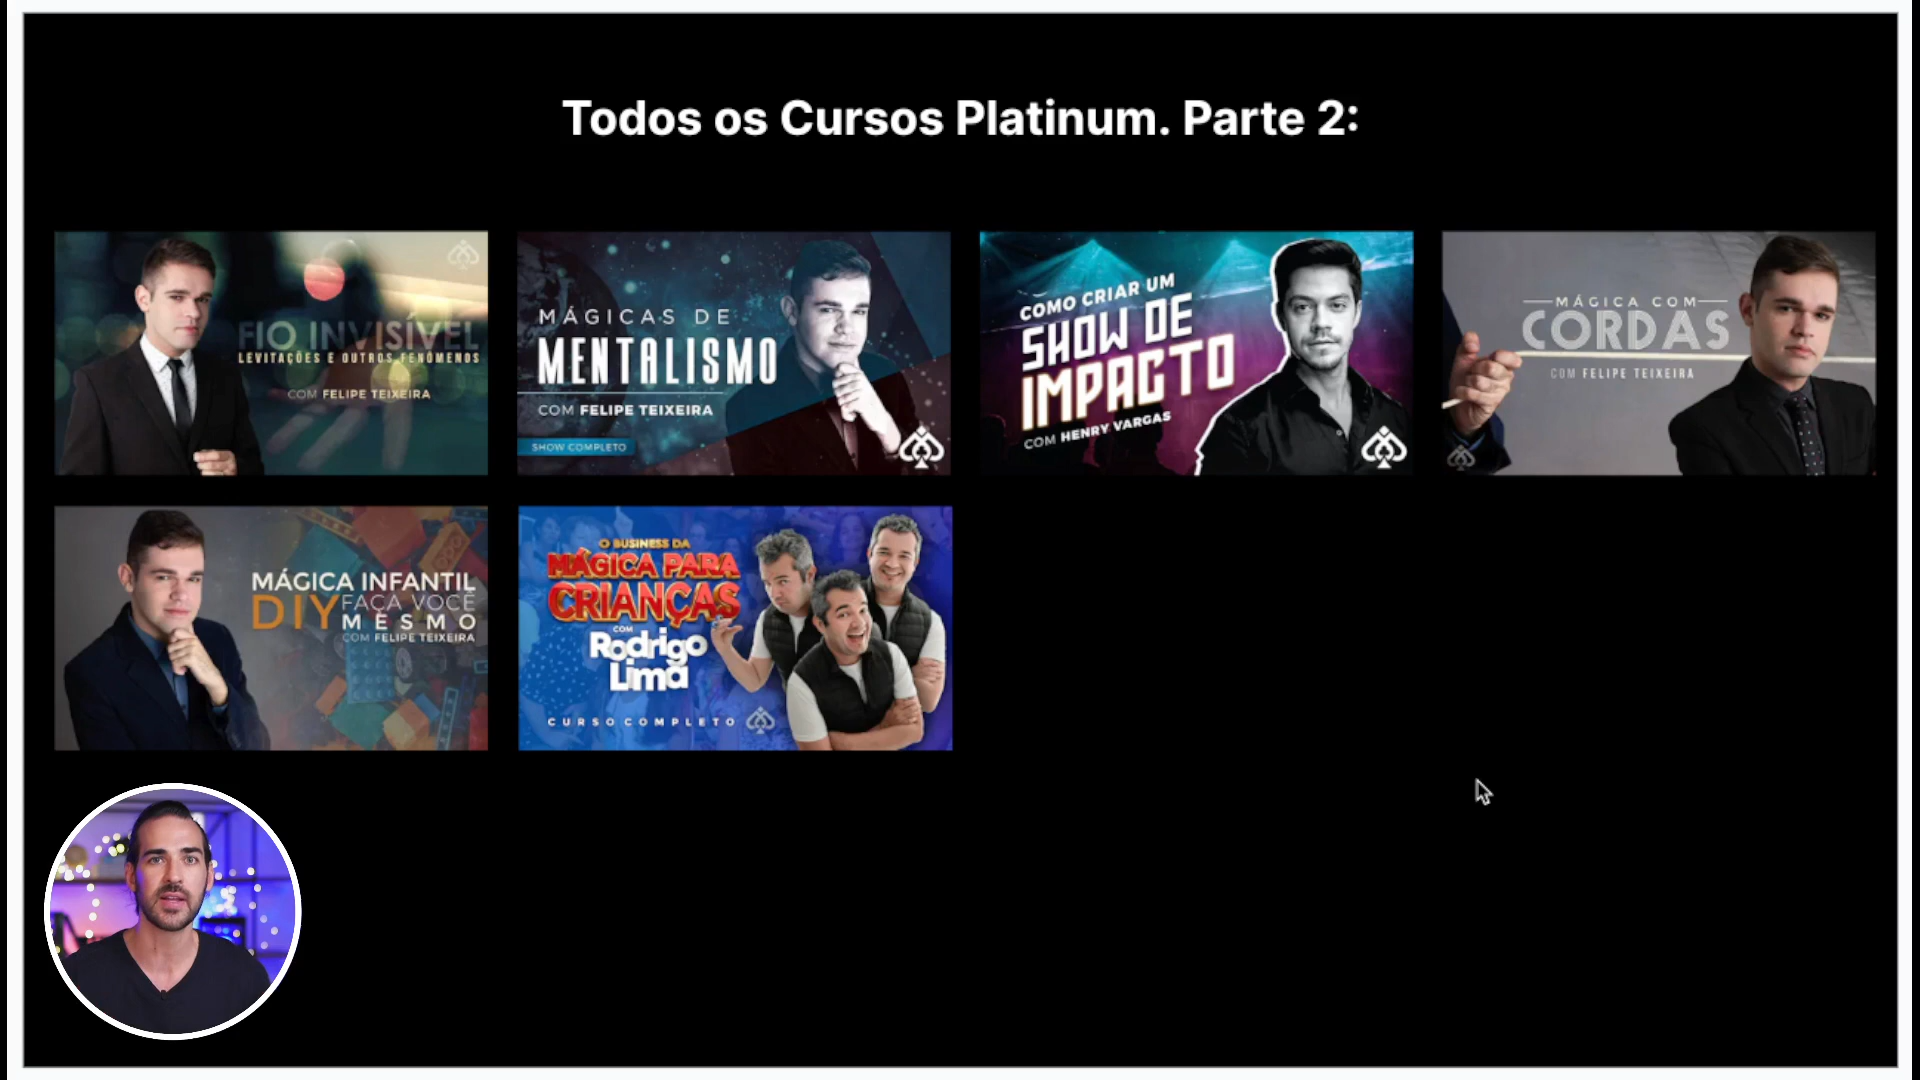 Todos os Cursos Platinum. Parte 2:
FIO INVISÍVEL
LEVITAÇÕES E OUTROS FENÔMENOS
COM FELIPE TEIXEIRA
MÁGICAS DE
MENTALISMO
COM FELIPE TEIXEIRA
SHOW COMPLETO
COMO CRIAR UM
SHOW DE
IMPACTO
COM HENRY VARGAS
MÁGICA COM
CORDAS
COM FELIPE TEIXEIRA
MÁGICA INFANTIL
DIY FAÇA VOCÊ
MESMO
COM FELIPE TEIXEIRA
O BUSINESS DA
MÁGICA PARA
CRIANÇAS
COM
Rodrigo
Lima
CURSO COMPLETO